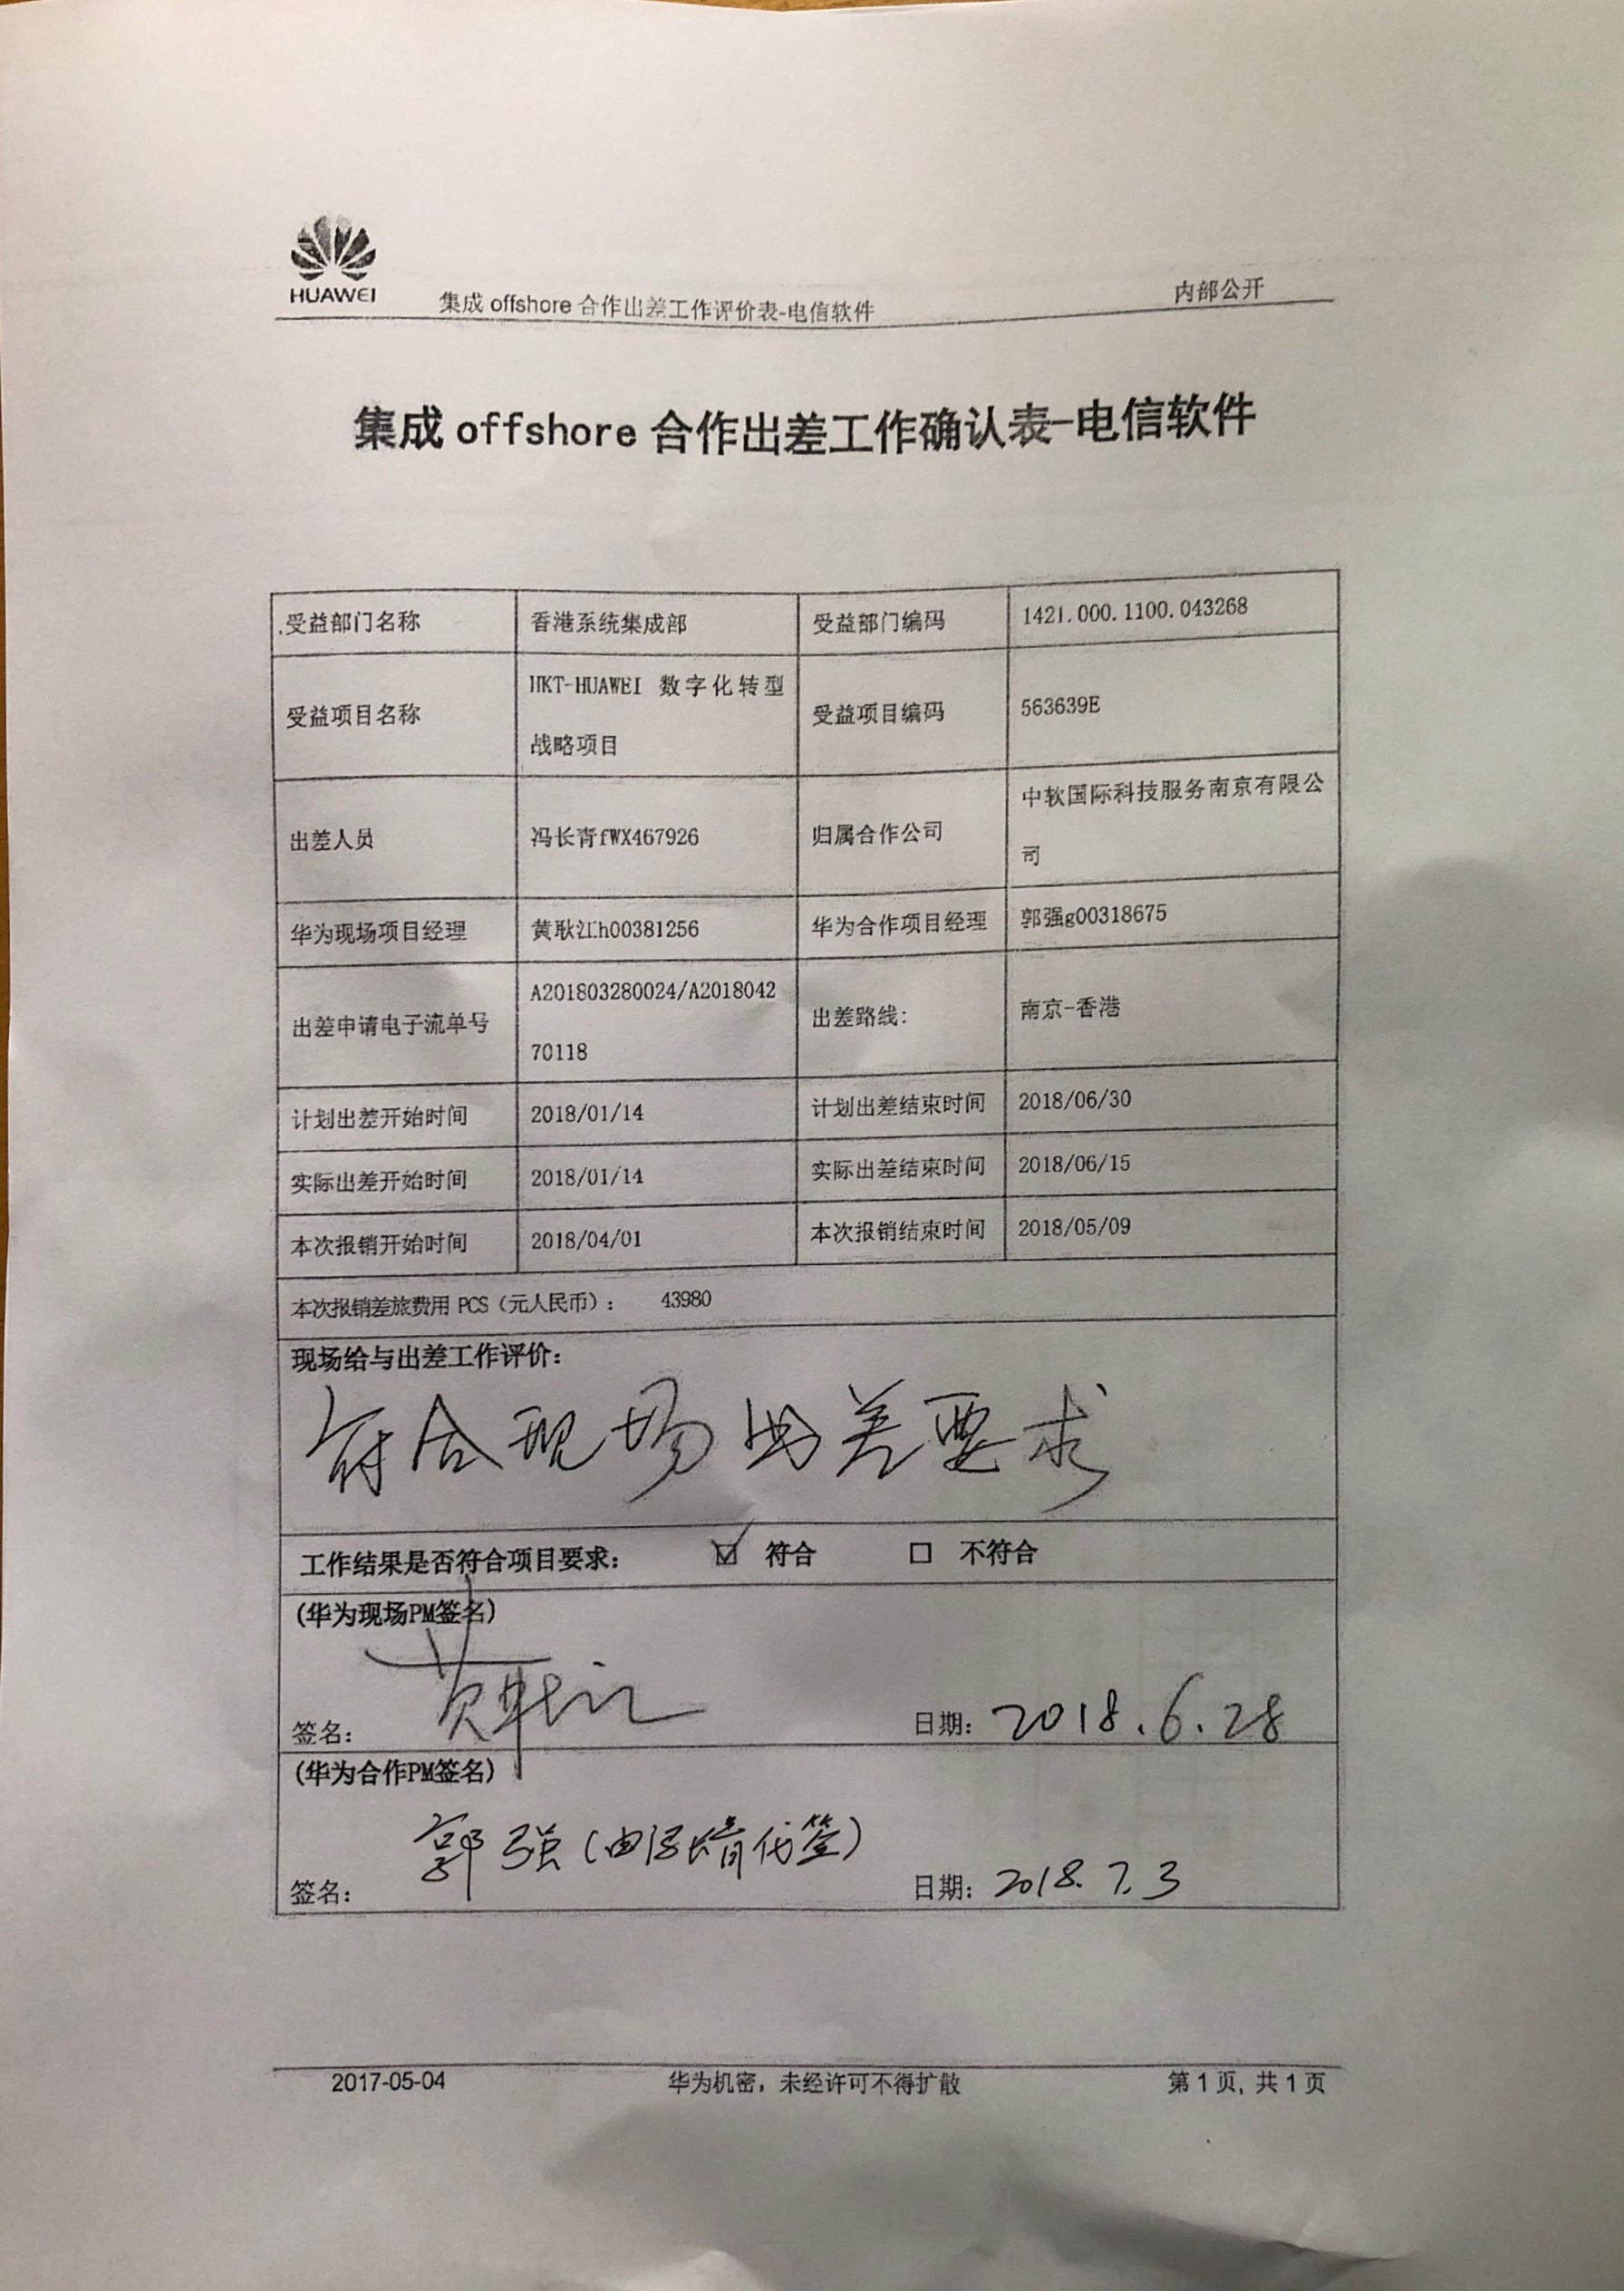 HUAWEI
集成 offshore 合作出差工作评价表-电信软件 内部公开
集成 offshore 合作出差工作确认表-电信软件
受益部门名称 香港系统集成部 受益部门编码 1421.000.1100.043268
受益项目名称 HKT-HUAWEI 数字化转型 受益项目编码 563639E
战略项目
出差人员 冯长青fWX467926 归属合作公司 中软国际科技服务南京有限公
司
华为现场项目经理 黄耿江h00381256 华为合作项目经理 郭强g00318675
出差申请电子流单号 A201803280024/A2018042 出差路线: 南京-香港
70118
计划出差开始时间 2018/01/14 计划出差结束时间 2018/06/30
实际出差开始时间 2018/01/14 实际出差结束时间 2018/06/15
本次报销开始时间 2018/04/01 本次报销结束时间 2018/05/09
本次报销差旅费用 PCS（元人民币）: 43980
现场给与出差工作评价:
符合现场出差要求
工作结果是否符合项目要求: ☑ 符合 □ 不符合
(华为现场PM签名)
签名: 黄耿江 日期: 2018.6.28
(华为合作PM签名)
签名: 郭强(由冯长青代签) 日期: 2018.7.3
2017-05-04 华为机密，未经许可不得扩散 第 1 页, 共 1 页